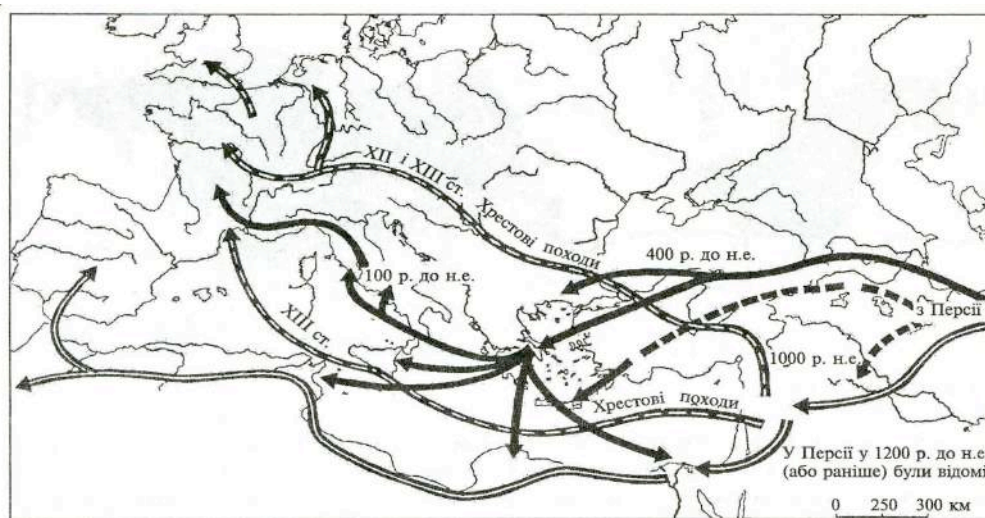 XII і XIII ст. Хрестові походи
400 р. до н.е.
100 р. до н.е.
з Персії
XIII ст.
1000 р. н.е.
Хрестові походи
У Персії у 1200 р. до н.е.
(або раніше) були відомі
0 250 300 км